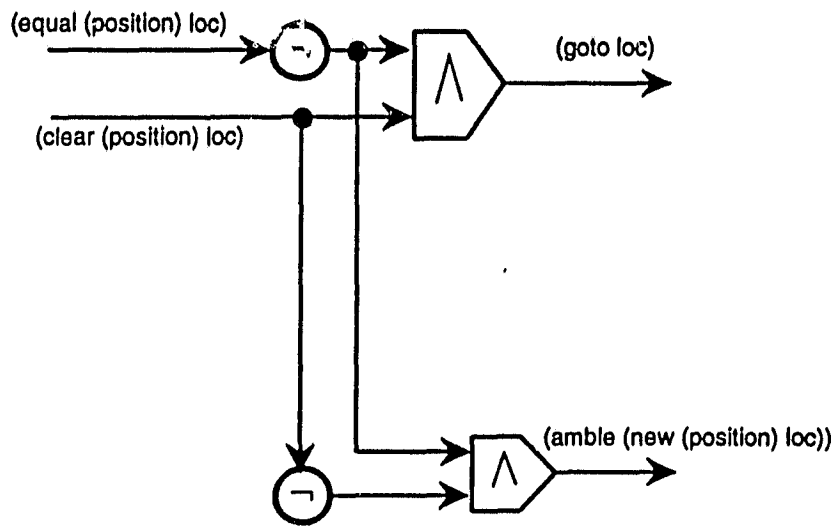 (equal (position) loc)
¬
∧
(goto loc)
(clear (position) loc)
(amble (new (position) loc))
∧
¬